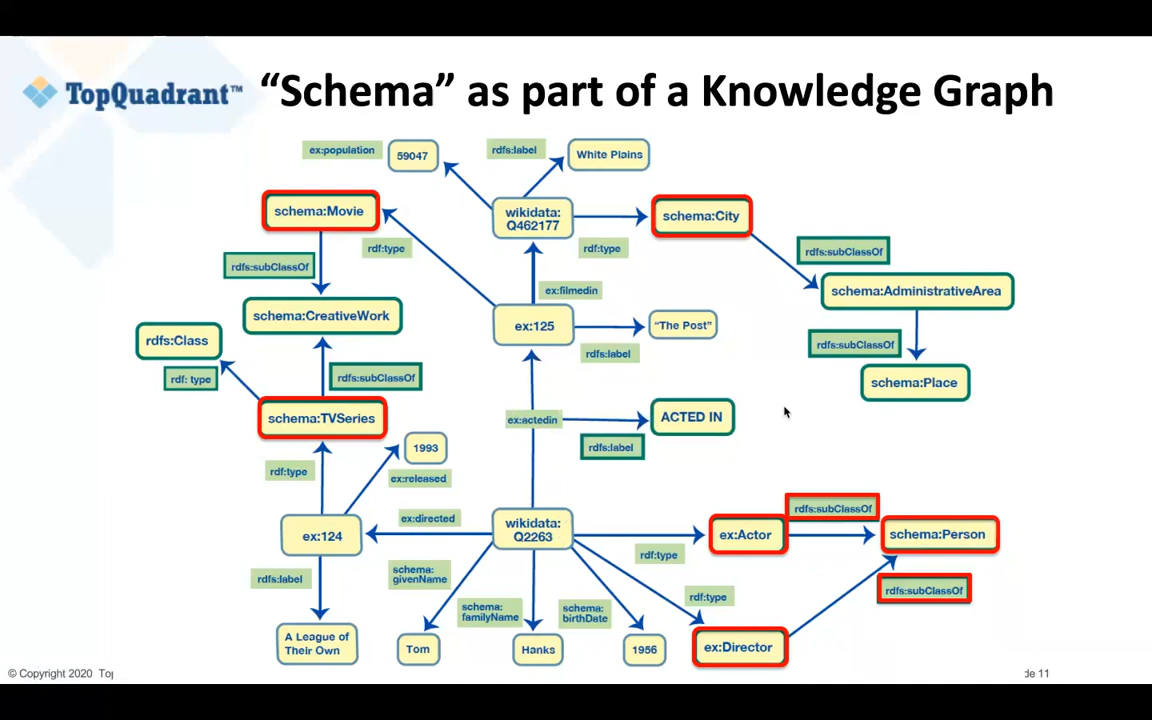 TopQuadrant™
“Schema” as part of a Knowledge Graph
ex:population
59047
rdfs:label
White Plains
schema:Movie
wikidata:
Q462177
schema:City
rdf:type
rdf:type
rdfs:subClassOf
rdfs:subClassOf
ex:filmedin
schema:AdministrativeArea
schema:CreativeWork
ex:125
“The Post”
rdfs:Class
rdfs:label
rdfs:subClassOf
rdf: type
rdfs:subClassOf
schema:Place
schema:TVSeries
ex:actedin
ACTED IN
rdfs:label
1993
rdf:type
ex:released
ex:directed
wikidata:
Q2263
ex:124
rdfs:subClassOf
ex:Actor
schema:Person
rdf:type
rdfs:label
schema:
givenName
rdfs:subClassOf
rdf:type
schema:
familyName
schema:
birthDate
A League of
Their Own
Tom
Hanks
1956
ex:Director
© Copyright 2020
11